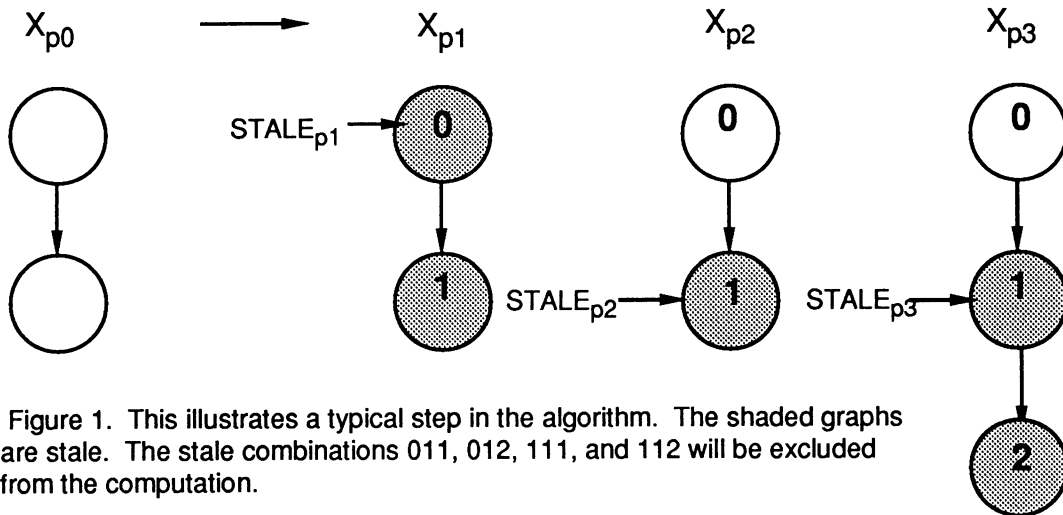 X_p0 X_p1 X_p2 X_p3
STALE_p1 0 0 0
1 STALE_p2 1 STALE_p3 1
2
Figure 1. This illustrates a typical step in the algorithm. The shaded graphs
are stale. The stale combinations 011, 012, 111, and 112 will be excluded
from the computation.